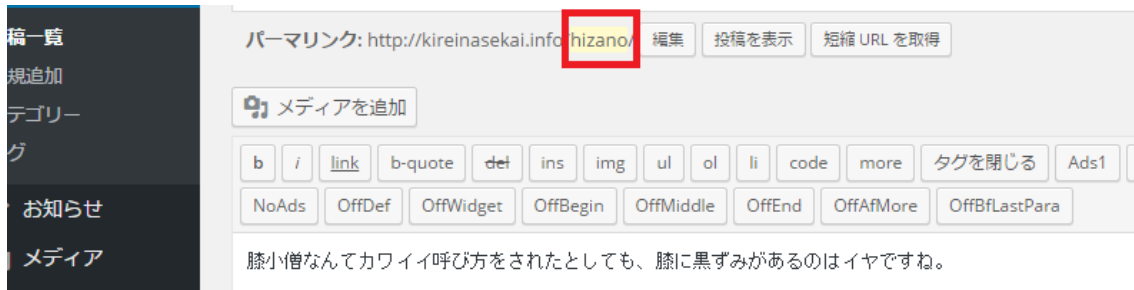 稿一覧
パーマリンク: http://kireinasekai.info/hizano/ 編集 投稿を表示 短縮 URL を取得
規追加
メディアを追加
テゴリー
グ
b i link b-quote del ins img ul ol li code more タグを閉じる Ads1
お知らせ
NoAds OffDef OffWidget OffBegin OffMiddle OffEnd OffAfMore OffBfLastPara
メディア
膝小僧なんてカワイイ呼び方をされたとしても、膝に黒ずみがあるのはイヤですね。